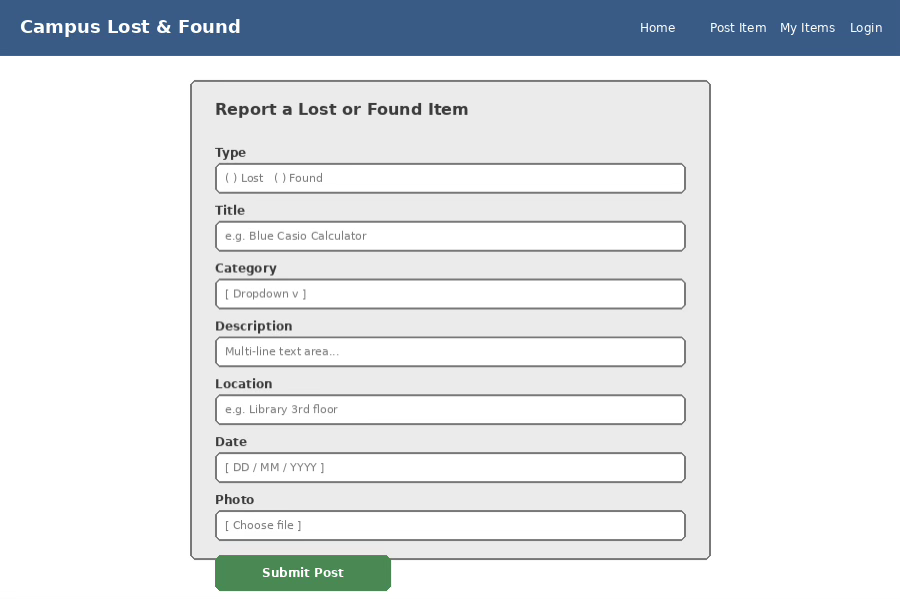 Campus Lost & Found
Home Post Item My Items Login
Report a Lost or Found Item
Type
( ) Lost ( ) Found
Title
e.g. Blue Casio Calculator
Category
[ Dropdown v ]
Description
Multi-line text area...
Location
e.g. Library 3rd floor
Date
[ DD / MM / YYYY ]
Photo
[ Choose file ]
Submit Post